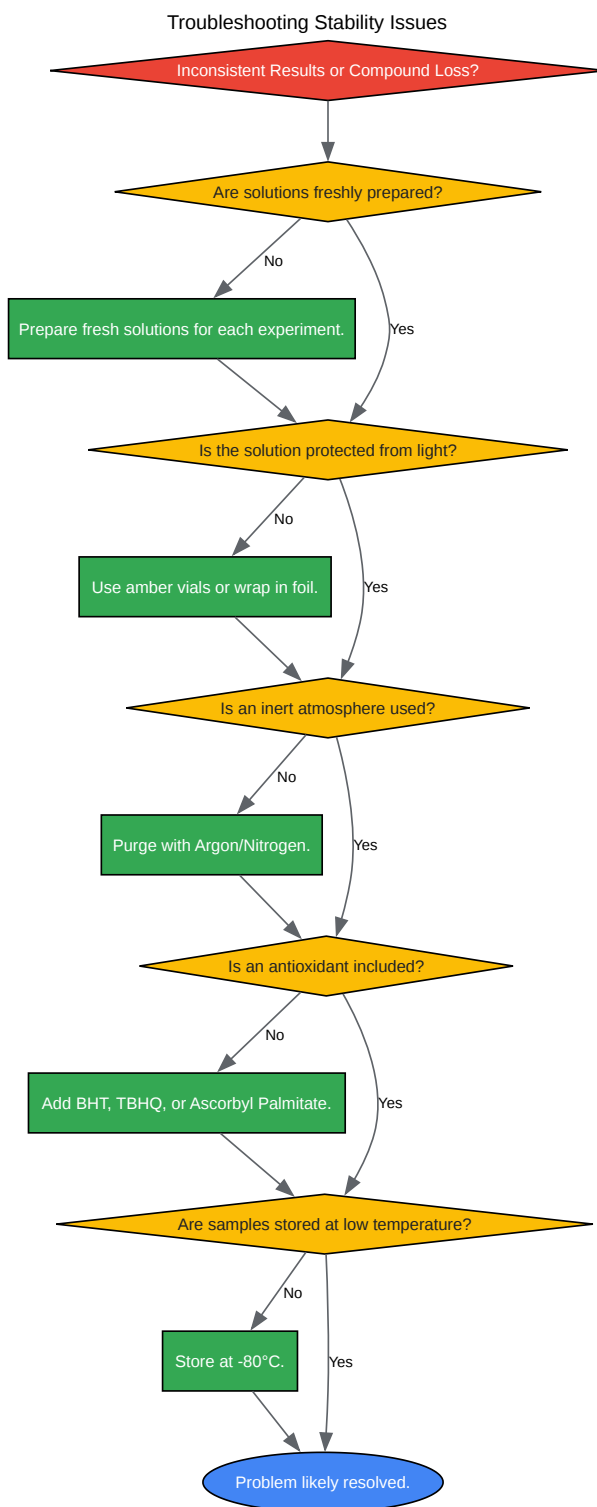 Troubleshooting Stability Issues
Inconsistent Results or Compound Loss?
Are solutions freshly prepared?
No
Prepare fresh solutions for each experiment.
Yes
Is the solution protected from light?
No
Use amber vials or wrap in foil.
Yes
Is an inert atmosphere used?
No
Purge with Argon/Nitrogen.
Yes
Is an antioxidant included?
No
Add BHT, TBHQ, or Ascorbyl Palmitate.
Yes
Are samples stored at low temperature?
No
Store at -80°C.
Yes
Problem likely resolved.